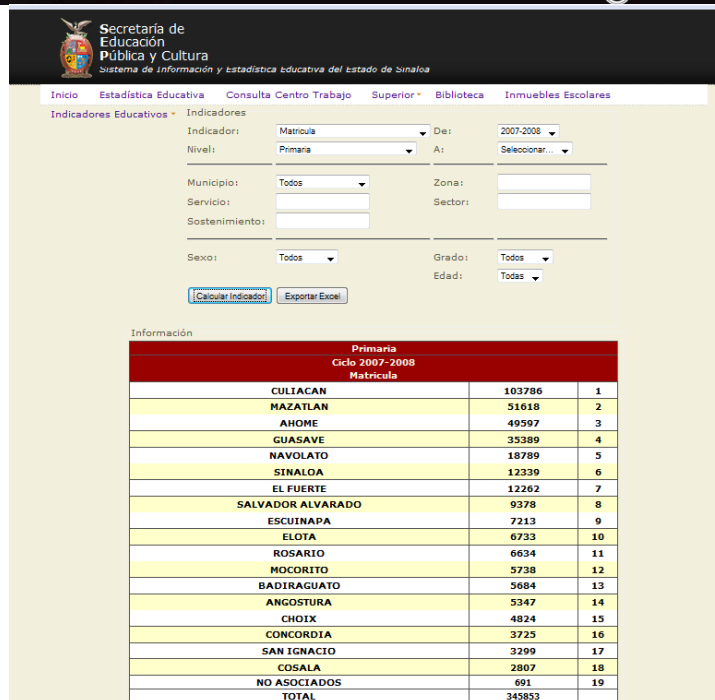 Secretaría de
Educación
Pública y Cultura
Sistema de Información y Estadística Educativa del Estado de Sinaloa
Inicio Estadística Educativa Consulta Centro Trabajo Superior Biblioteca Inmuebles Escolares
Indicadores Educativos Indicadores
Indicador: Matricula De: 2007-2008
Nivel: Primaria A: Seleccionar...
Municipio: Todos Zona:
Servicio: Sector:
Sostenimiento:
Sexo: Todos Grado: Todos
Edad: Todas
Calcular Indicador Exportar Excel
Información
Primaria
Ciclo 2007-2008
Matricula
CULIACAN 103786 1
MAZATLAN 51618 2
AHOME 49597 3
GUASAVE 35389 4
NAVOLATO 18789 5
SINALOA 12339 6
EL FUERTE 12262 7
SALVADOR ALVARADO 9378 8
ESCUINAPA 7213 9
ELOTA 6733 10
ROSARIO 6634 11
MOCORITO 5738 12
BADIRAGUATO 5684 13
ANGOSTURA 5347 14
CHOIX 4824 15
CONCORDIA 3725 16
SAN IGNACIO 3299 17
COSALA 2807 18
NO ASOCIADOS 691 19
TOTAL 345853